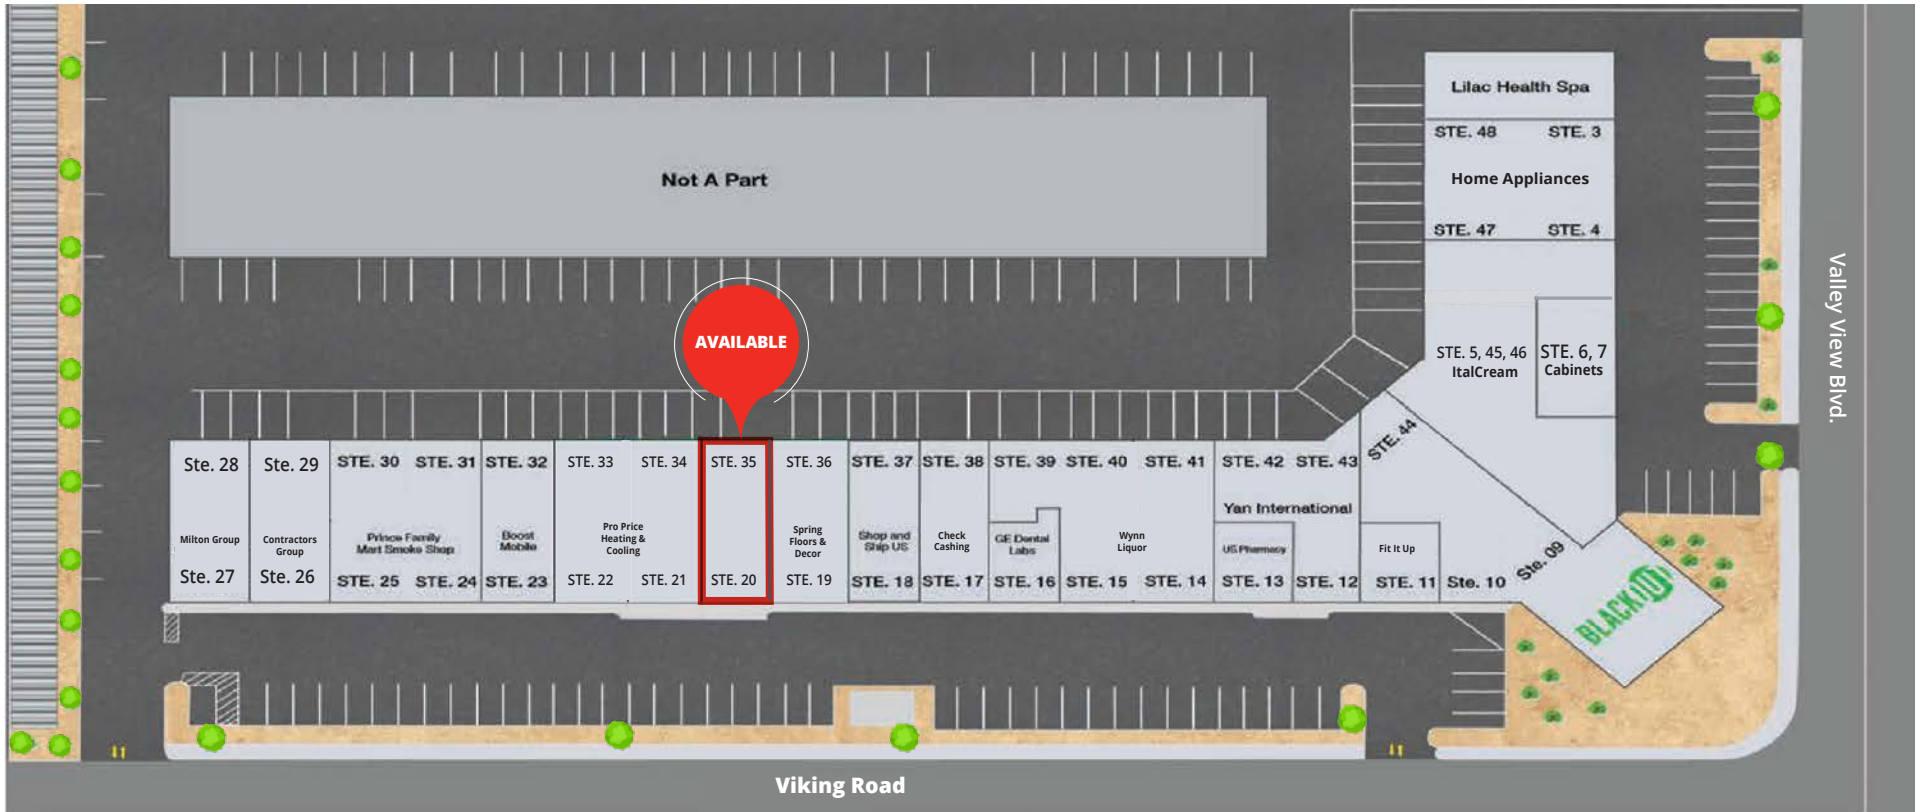 Lilac Health Spa
STE. 48
STE. 3
Home Appliances
STE. 47
STE. 4
Not A Part
Valley View Blvd.
AVAILABLE
STE. 5, 45, 46
ItalCream
STE. 6, 7
Cabinets
STE. 44
Ste. 28
Ste. 29
STE. 30
STE. 31
STE. 32
STE. 33
STE. 34
STE. 35
STE. 36
STE. 37
STE. 38
STE. 39
STE. 40
STE. 41
STE. 42
STE. 43
Milton Group
Contractors
Group
Prince Family
Mart Smoke Shop
Boost
Mobile
Pro Price
Heating &
Cooling
Spring
Floors &
Decor
Shop and
Ship US
Check
Cashing
GE Dental
Labs
Wynn
Liquor
Yan International
US Pharmacy
Fit It Up
Ste. 27
Ste. 26
STE. 25
STE. 24
STE. 23
STE. 22
STE. 21
STE. 20
STE. 19
STE. 18
STE. 17
STE. 16
STE. 15
STE. 14
STE. 13
STE. 12
STE. 11
Ste. 10
Ste. 09
BLACK
Viking Road